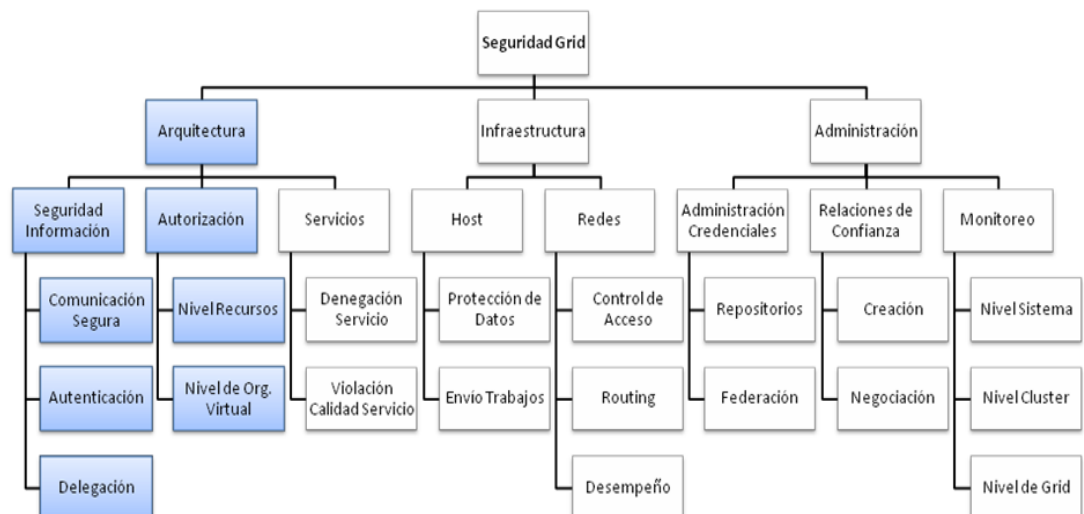 Seguridad Grid
Arquitectura
Infraestructura
Administración
Seguridad
Información
Autorización
Servicios
Host
Redes
Administración
Credenciales
Relaciones de
Confianza
Monitoreo
Comunicación
Segura
Nivel Recursos
Denegación
Servicio
Protección de
Datos
Control de
Acceso
Repositorios
Creación
Nivel Sistema
Autenticación
Nivel de Org.
Virtual
Violación
Calidad Servicio
Envío Trabajos
Routing
Federación
Negociación
Nivel Cluster
Delegación
Desempeño
Nivel de Grid